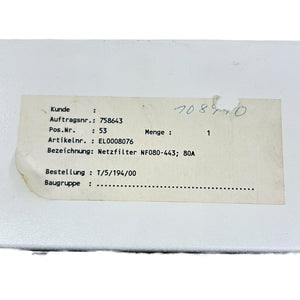 Kunde :
Auftragsnr.: 758643
Pos.Nr. : 53 Menge : 1
Artikelnr. : EL0008076
Bezeichnung: Netzfilter NF080-443; 80A
Bestellung : T/5/194/00
Baugruppe : ................................